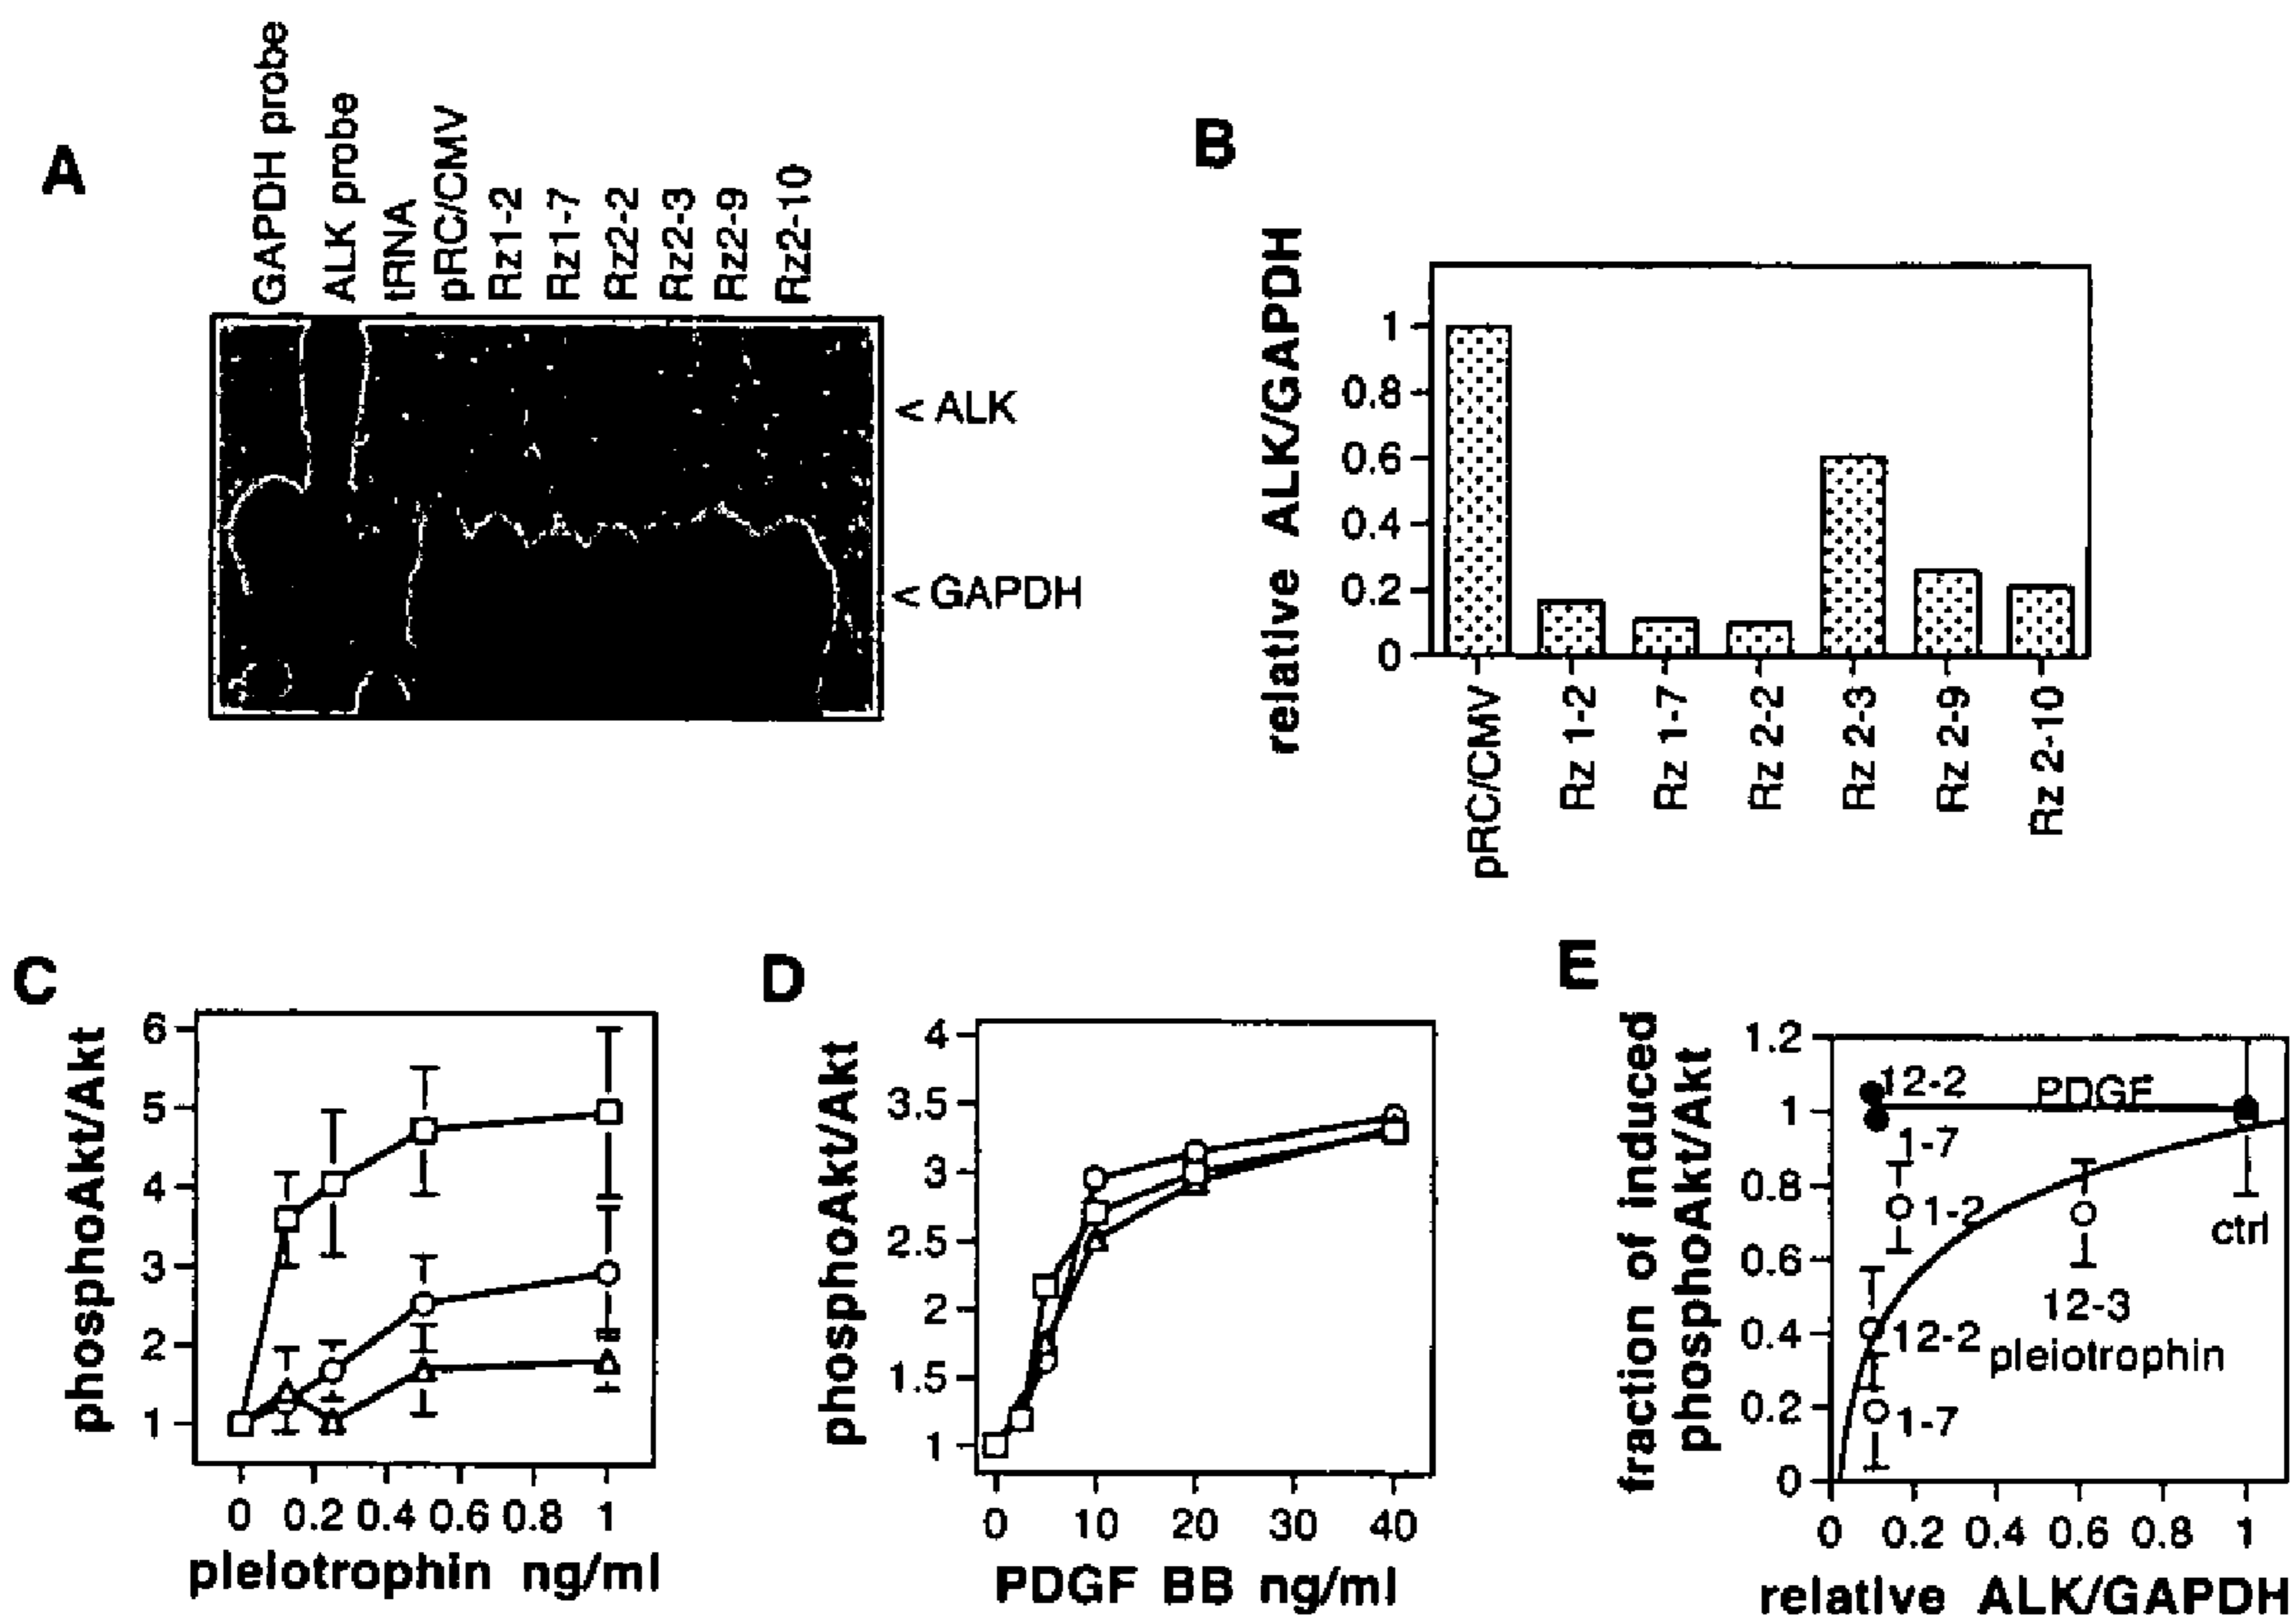 A
GAPDH probe
ALK probe
tRNA
pRC/CMV
Rz1-2
Rz1-7
Rz2-2
Rz2-3
Rz2-9
Rz2-10
< ALK
< GAPDH
B
relative ALK/GAPDH
1
0.8
0.6
0.4
0.2
0
pRC/CMV
Rz 1-2
Rz 1-7
Rz 2-2
Rz 2-3
Rz 2-9
Rz 2-10
C
phosphoAkt/Akt
6
5
4
3
2
1
0 0.2 0.4 0.6 0.8 1
pleiotrophin ng/ml
D
phosphoAkt/Akt
4
3.5
3
2.5
2
1.5
1
0 10 20 30 40
PDGF BB ng/ml
E
fraction of induced
phosphoAkt/Akt
1.2
1
0.8
0.6
0.4
0.2
0
12-2
PDGF
1-7
1-2
ctrl
12-3
12-2
pleiotrophin
1-7
0 0.2 0.4 0.6 0.8 1
relative ALK/GAPDH